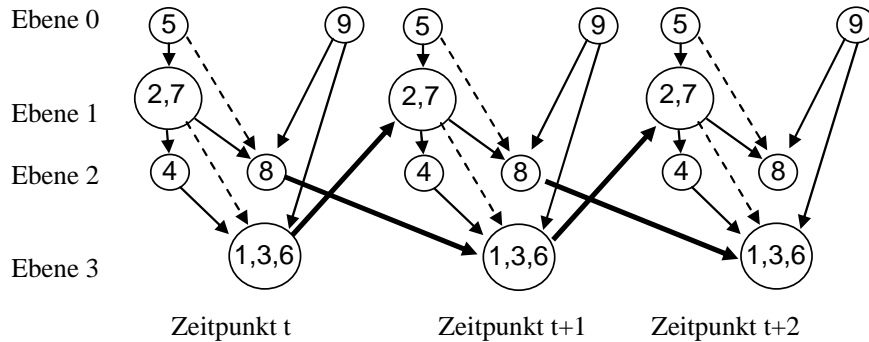 Ebene 0 5 9 5 9 5 9
Ebene 1 2,7 2,7 2,7
Ebene 2 4 8 4 8 4 8
Ebene 3 1,3,6 1,3,6 1,3,6
Zeitpunkt t Zeitpunkt t+1 Zeitpunkt t+2